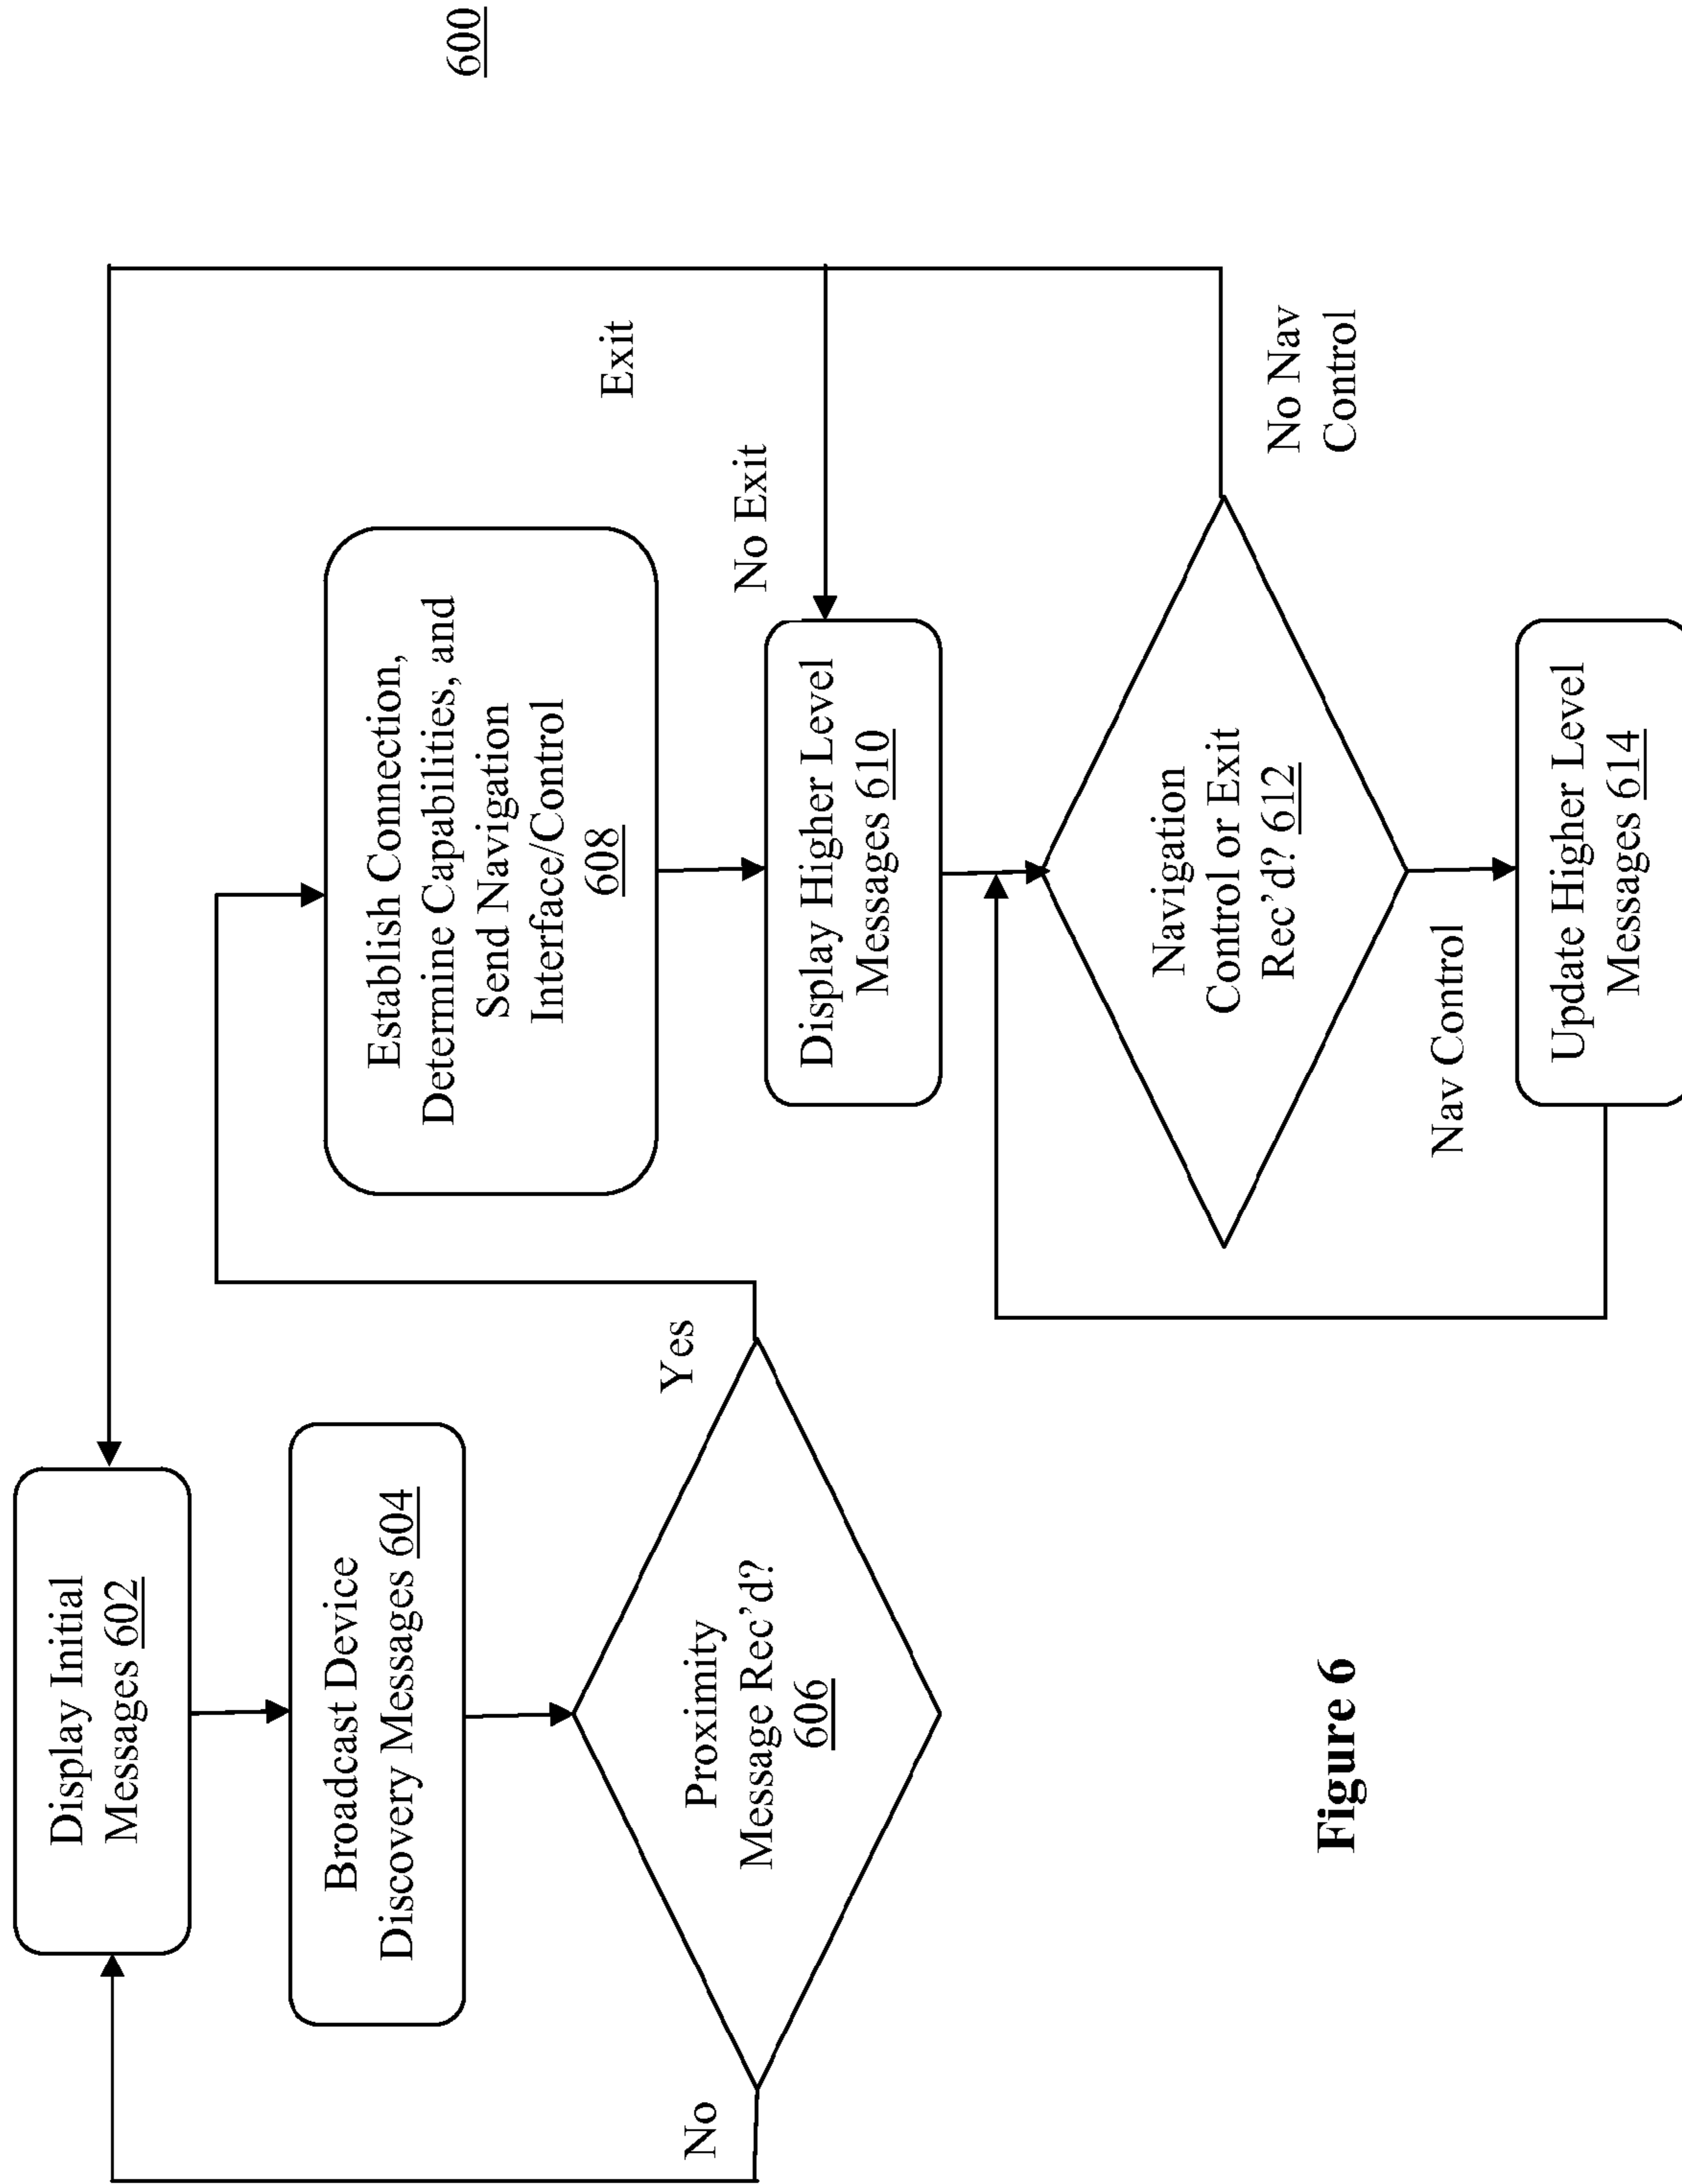 600
Display Initial
Messages 602
Broadcast Device
Discovery Messages 604
Proximity
Message Rec’d?
606
No
Yes
Establish Connection,
Determine Capabilities, and
Send Navigation
Interface/Control
608
Exit
No Exit
Display Higher Level
Messages 610
Navigation
Control or Exit
Rec’d? 612
No Nav
Control
Nav Control
Update Higher Level
Messages 614
Figure 6